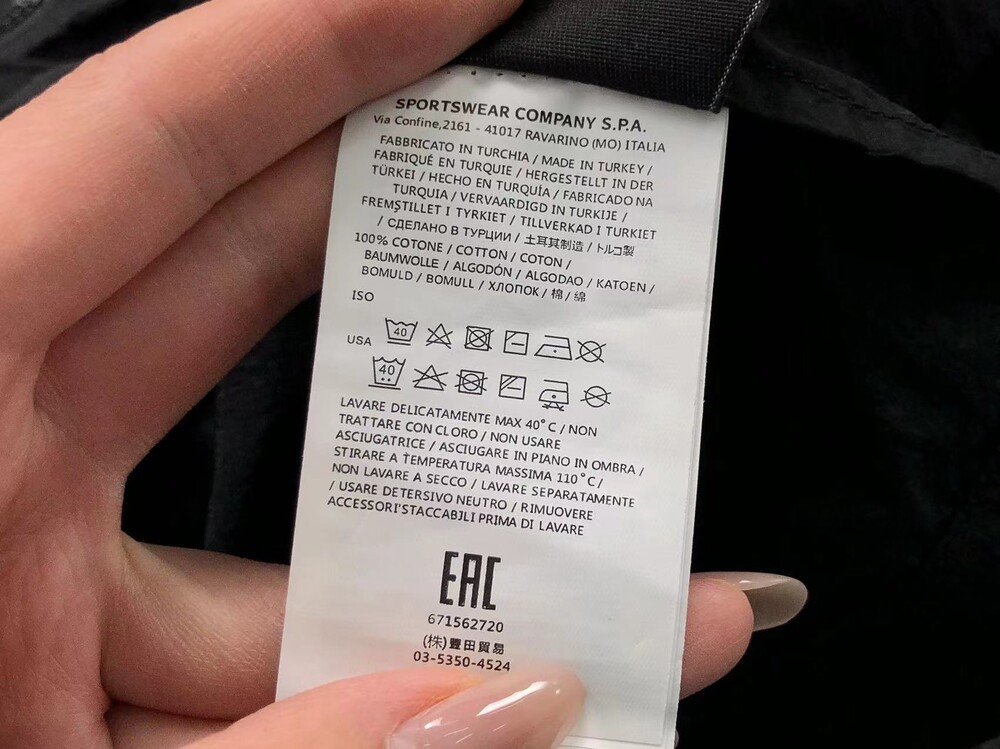 SPORTSWEAR COMPANY S.P.A.
Via Confine,2161 - 41017 RAVARINO (MO) ITALIA
FABBRICATO IN TURCHIA / MADE IN TURKEY /
FABRIQUÉ EN TURQUIE / HERGESTELLT IN DER
TÜRKEI / HECHO EN TURQUÍA / FABRICADO NA
TURQUIA / VERVAARDIGD IN TURKIJE /
FREMSTILLET I TYRKIET / TILLVERKAD I TURKIET
/ СДЕЛАНО В ТУРЦИИ / 土耳其制造 / トルコ製
100% COTONE / COTTON / COTON /
BAUMWOLLE / ALGODÓN / ALGODAO / KATOEN /
BOMULD / BOMULL / ХЛОПОК / 棉 / 綿
ISO
40
USA
40
LAVARE DELICATAMENTE MAX 40°C / NON
TRATTARE CON CLORO / NON USARE
ASCIUGATRICE / ASCIUGARE IN PIANO IN OMBRA /
STIRARE A TEMPERATURA MASSIMA 110°C /
NON LAVARE A SECCO / LAVARE SEPARATAMENTE
/ USARE DETERSIVO NEUTRO / RIMUOVERE
ACCESSORI STACCABILI PRIMA DI LAVARE
EAC
671562720
(株)豐田貿易
03-5350-4524